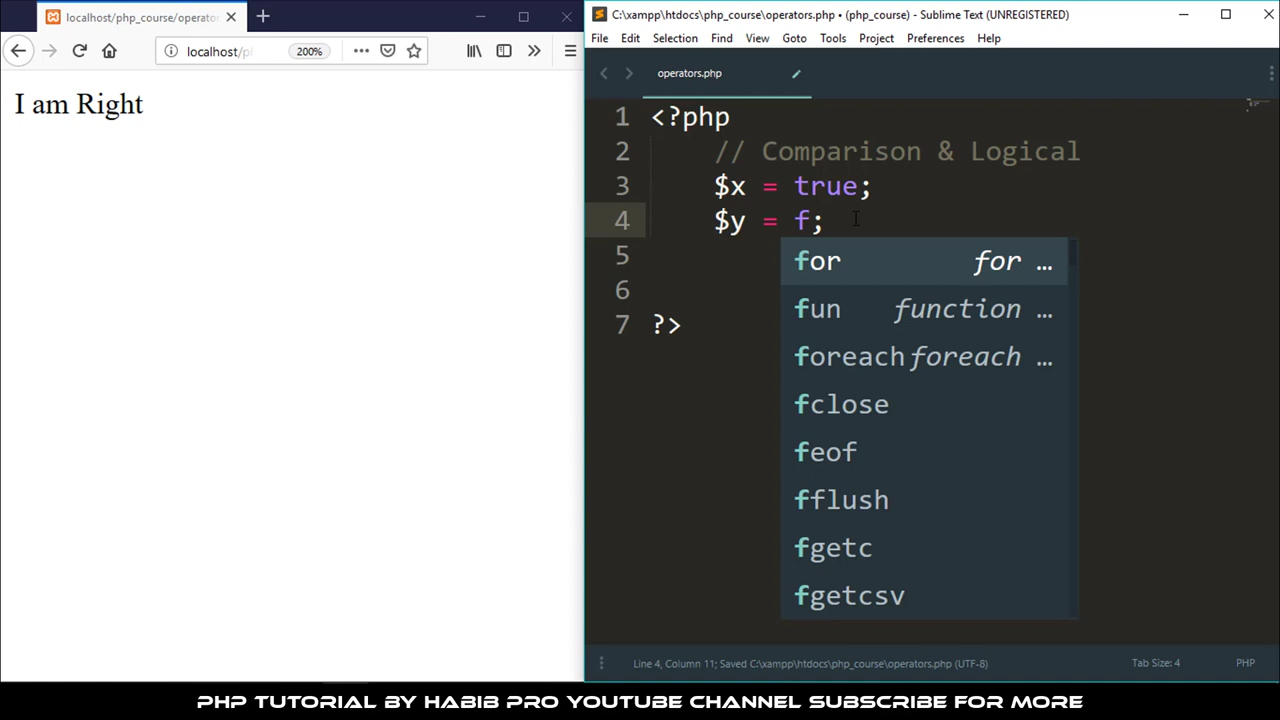 localhost/php_course/operator
localhost/pl
200%
I am Right
C:\xampp\htdocs\php_course\operators.php • (php_course) - Sublime Text (UNREGISTERED)
File Edit Selection Find View Goto Tools Project Preferences Help
operators.php
1 <?php
2 // Comparison & Logical
3 $x = true;
4 $y = f;
5
6
7 ?>
for for …
fun function …
foreach foreach …
fclose
feof
fflush
fgetc
fgetcsv
Line 4, Column 11; Saved C:\xampp\htdocs\php_course\operators.php (UTF-8)
Tab Size: 4
PHP
PHP TUTORIAL BY HABIB PRO YOUTUBE CHANNEL SUBSCRIBE FOR MORE